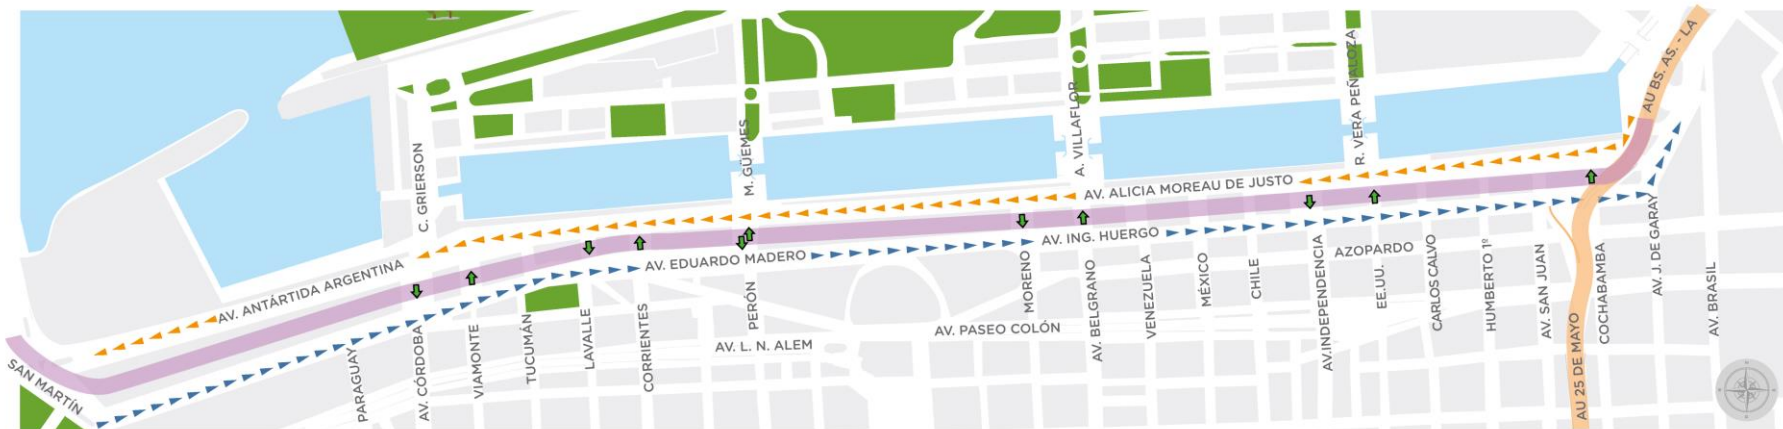 C. GRIERSON
M. GÜEMES
A. VILLAFLOR
R. VERA PEÑALOZA
AU BS. AS. - LA
AV. ALICIA MOREAU DE JUSTO
AV. ANTÁRTIDA ARGENTINA
AV. EDUARDO MADERO
AV. ING. HUERGO
AZOPARDO
AV. PASEO COLÓN
AV. L. N. ALEM
SAN MARTÍN
PARAGUAY
AV. CÓRDOBA
VIAMONTE
TUCUMÁN
LAVALLE
CORRIENTES
PERÓN
MORENO
AV. BELGRANO
VENEZUELA
MÉXICO
CHILE
AV.INDEPENDENCIA
EE.UU.
CARLOS CALVO
HUMBERTO 1º
AV. SAN JUAN
AU 25 DE MAYO
COCHABAMBA
AV. J. DE GARAY
AV. BRASIL